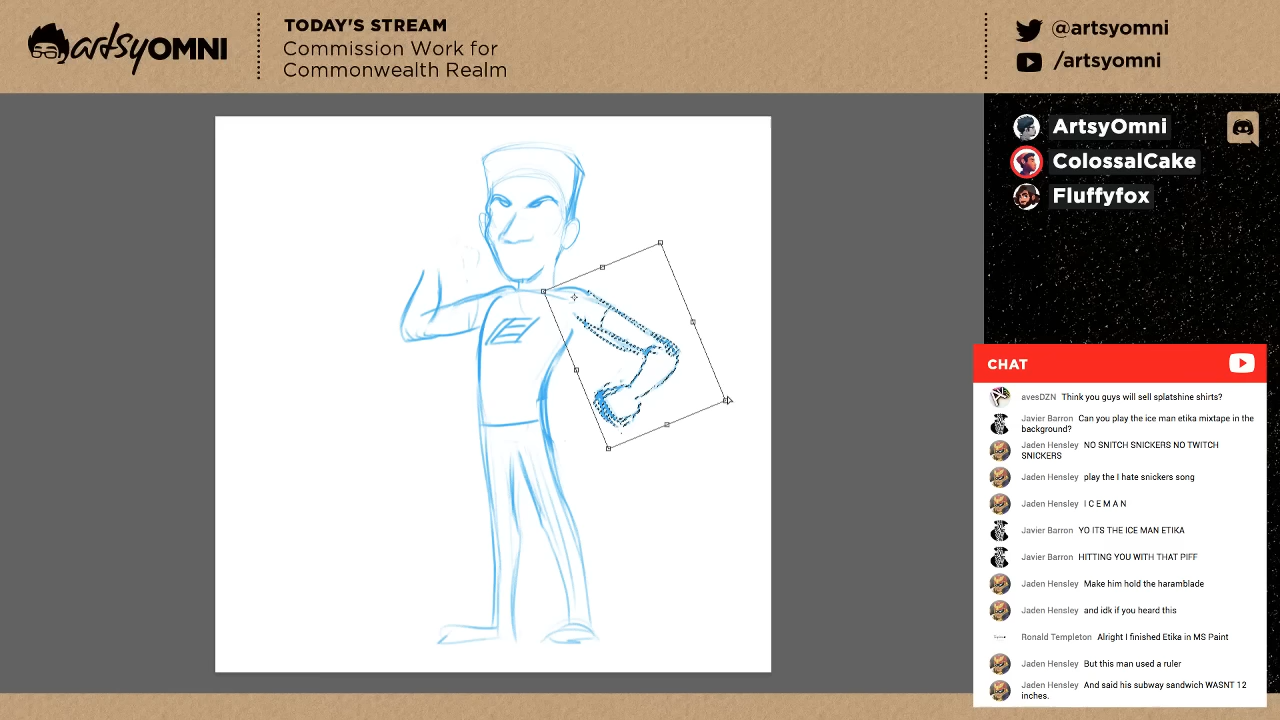 artsyOMNI
TODAY'S STREAM
Commission Work for
Commonwealth Realm
@artsyomni
/artsyomni
ArtsyOmni
ColossalCake
Fluffyfox
CHAT
avesDZN Think you guys will sell splatshine shirts?
Javier Barron Can you play the ice man etika mixtape in the
background?
Jaden Hensley NO SNITCH SNICKERS NO TWITCH
SNICKERS
Jaden Hensley play the I hate snickers song
Jaden Hensley I C E M A N
Javier Barron YO ITS THE ICE MAN ETIKA
Javier Barron HITTING YOU WITH THAT PIFF
Jaden Hensley Make him hold the haramblade
Jaden Hensley and idk if you heard this
Ronald Templeton Alright I finished Etika in MS Paint
Jaden Hensley But this man used a ruler
Jaden Hensley And said his subway sandwich WASNT 12
inches.